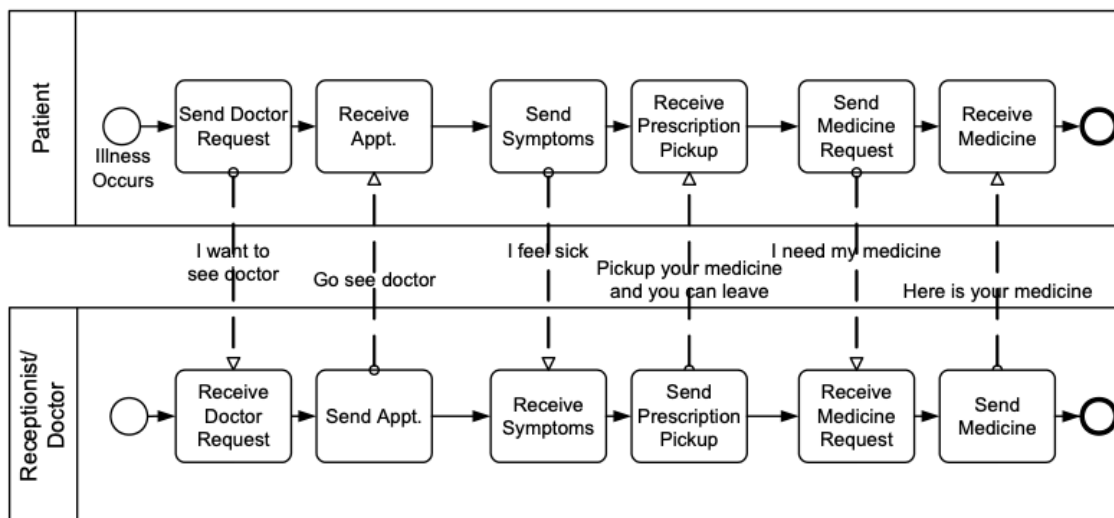 Patient
Illness
Occurs
Send Doctor
Request
Receive
Appt.
Send
Symptoms
Receive
Prescription
Pickup
Send
Medicine
Request
Receive
Medicine
I want to
see doctor
Go see doctor
I feel sick
Pickup your medicine
and you can leave
I need my medicine
Here is your medicine
Receptionist/
Doctor
Receive
Doctor
Request
Send Appt.
Receive
Symptoms
Send
Prescription
Pickup
Receive
Medicine
Request
Send
Medicine